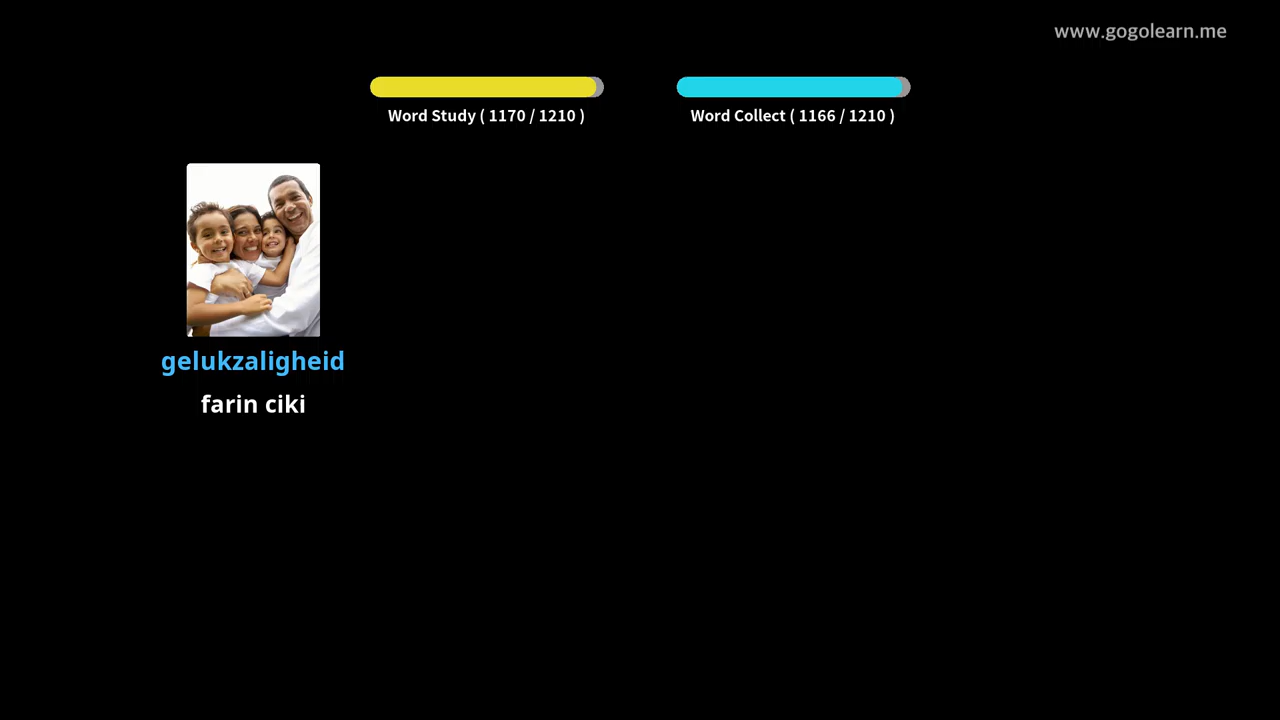 www.gogolearn.me
Word Study ( 1170 / 1210 )
Word Collect ( 1166 / 1210 )
gelukzaligheid
farin ciki